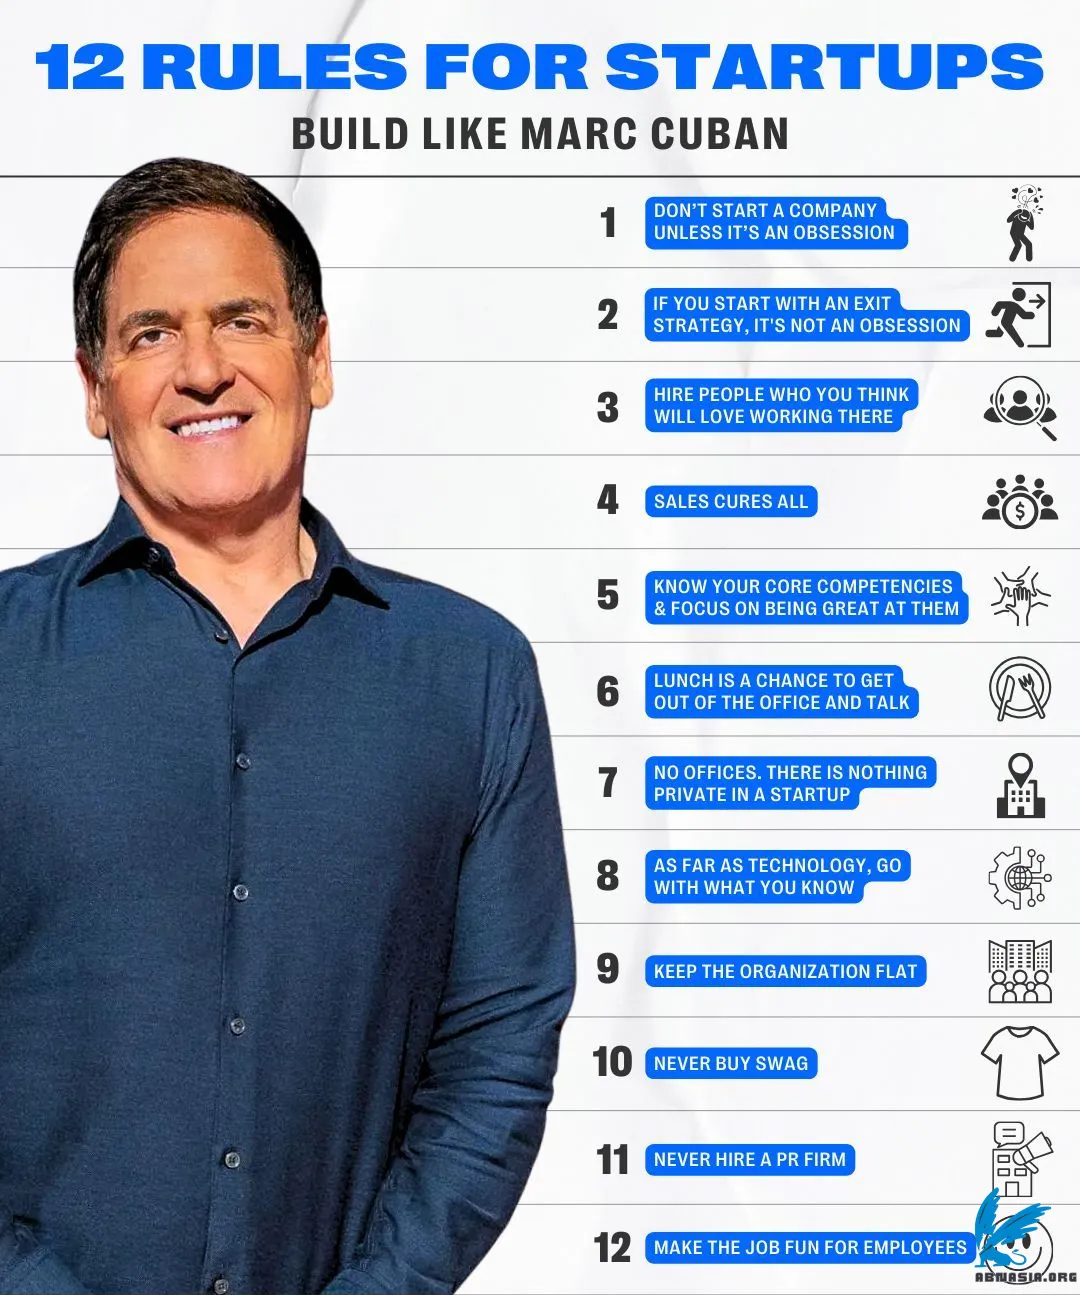 12 RULES FOR STARTUPS
BUILD LIKE MARC CUBAN
1
DON'T START A COMPANY
UNLESS IT'S AN OBSESSION
2
IF YOU START WITH AN EXIT
STRATEGY, IT'S NOT AN OBSESSION
3
HIRE PEOPLE WHO YOU THINK
WILL LOVE WORKING THERE
4
SALES CURES ALL
$
5
KNOW YOUR CORE COMPETENCIES
& FOCUS ON BEING GREAT AT THEM
6
LUNCH IS A CHANCE TO GET
OUT OF THE OFFICE AND TALK
7
NO OFFICES. THERE IS NOTHING
PRIVATE IN A STARTUP
8
AS FAR AS TECHNOLOGY, GO
WITH WHAT YOU KNOW
9
KEEP THE ORGANIZATION FLAT
10
NEVER BUY SWAG
11
NEVER HIRE A PR FIRM
12
MAKE THE JOB FUN FOR EMPLOYEES
ABNASIA.ORG